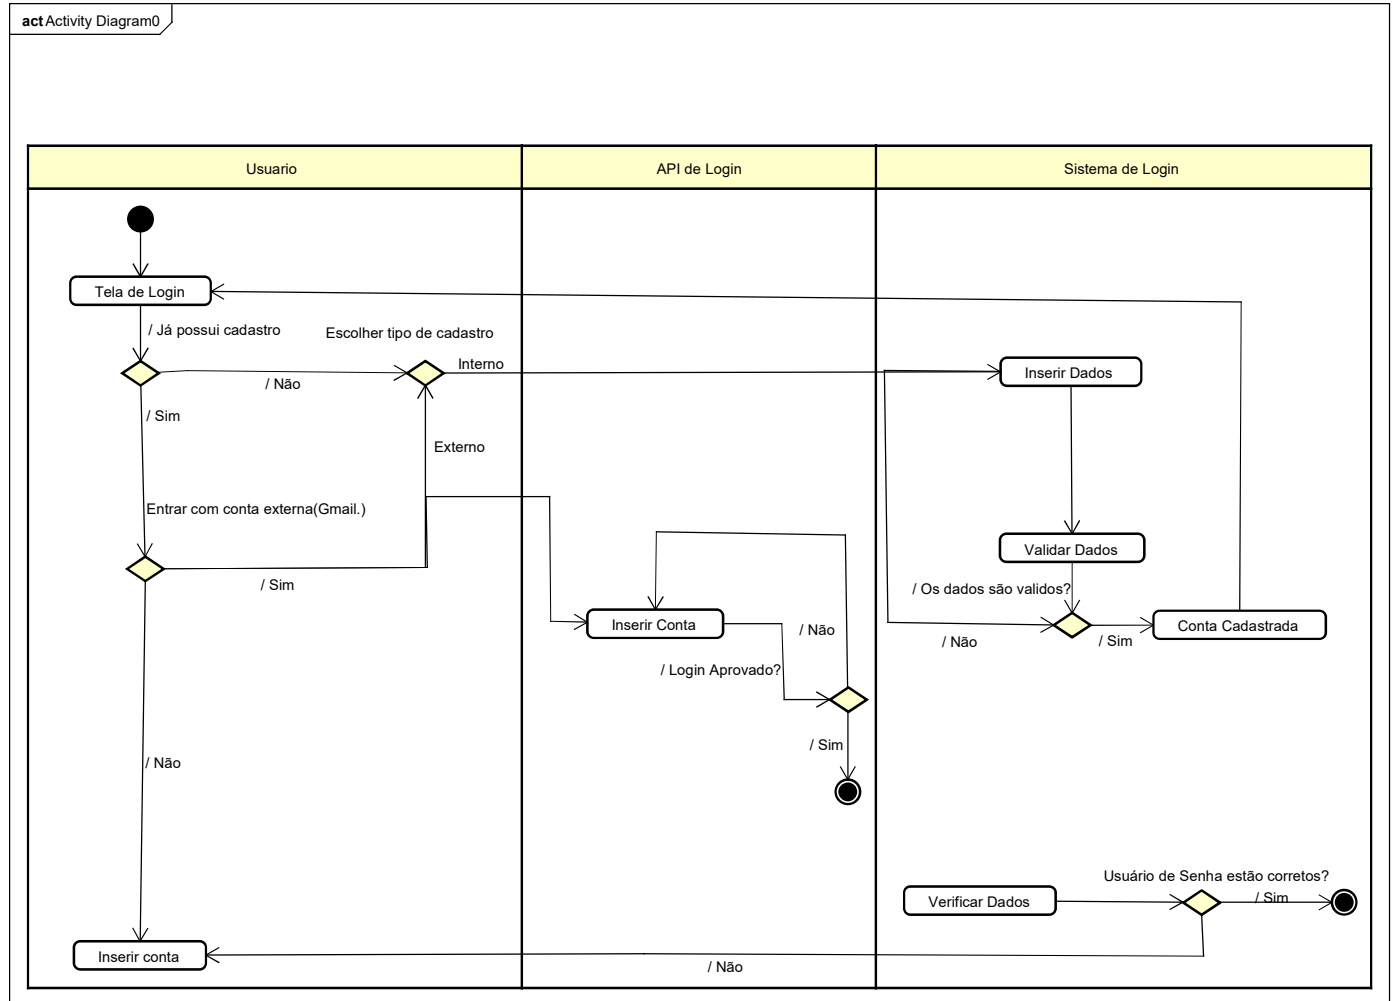 act Activity Diagram0
Usuario
API de Login
Sistema de Login
Tela de Login
/ Já possui cadastro
Escolher tipo de cadastro
Interno
/ Não
Inserir Dados
/ Sim
Externo
Entrar com conta externa(Gmail.)
Validar Dados
/ Sim
/ Os dados são validos?
Inserir Conta
/ Não
/ Não
/ Sim
Conta Cadastrada
/ Login Aprovado?
/ Sim
/ Não
Usuário de Senha estão corretos?
Verificar Dados
/ Sim
Inserir conta
/ Não